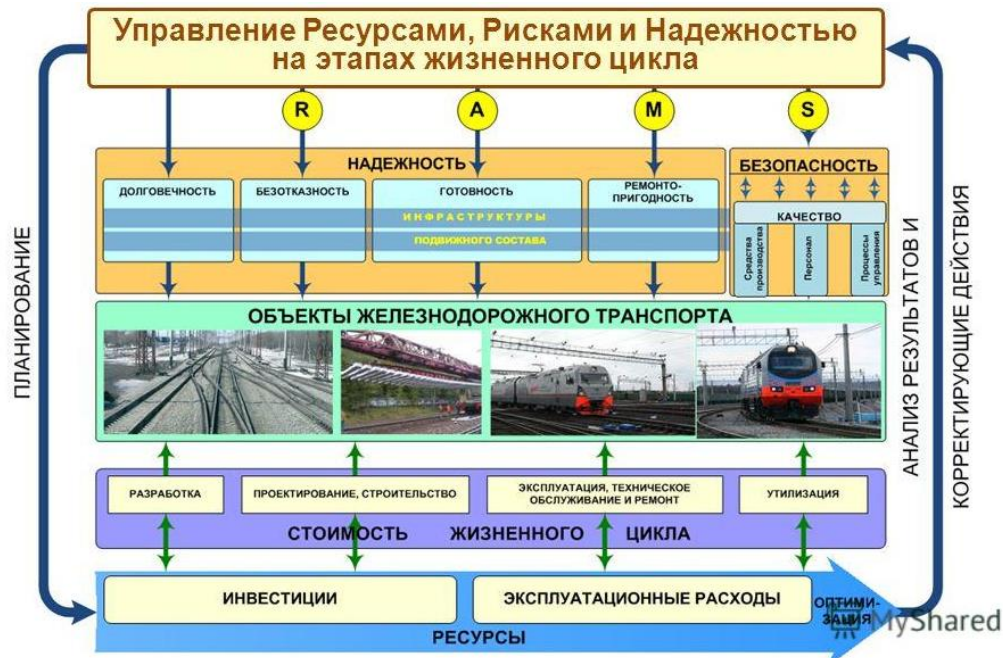 Управление Ресурсами, Рисками и Надежностью
на этапах жизненного цикла
R
A
M
S
НАДЕЖНОСТЬ
БЕЗОПАСНОСТЬ
ДОЛГОВЕЧНОСТЬ
БЕЗОТКАЗНОСТЬ
ГОТОВНОСТЬ
РЕМОНТО-
ПРИГОДНОСТЬ
ИНФРАСТРУКТУРЫ
ПОДВИЖНОГО СОСТАВА
КАЧЕСТВО
Средства
производства
Персонал
Процессы
управления
ПЛАНИРОВАНИЕ
АНАЛИЗ РЕЗУЛЬТАТОВ И
КОРРЕКТИРУЮЩИЕ ДЕЙСТВИЯ
ОБЪЕКТЫ ЖЕЛЕЗНОДОРОЖНОГО ТРАНСПОРТА
РАЗРАБОТКА
ПРОЕКТИРОВАНИЕ, СТРОИТЕЛЬСТВО
ЭКСПЛУАТАЦИЯ, ТЕХНИЧЕСКОЕ
ОБСЛУЖИВАНИЕ И РЕМОНТ
УТИЛИЗАЦИЯ
СТОИМОСТЬ ЖИЗНЕННОГО ЦИКЛА
ИНВЕСТИЦИИ
ЭКСПЛУАТАЦИОННЫЕ РАСХОДЫ
ОПТИМИ-
ЗАЦИЯ
РЕСУРСЫ
MyShared